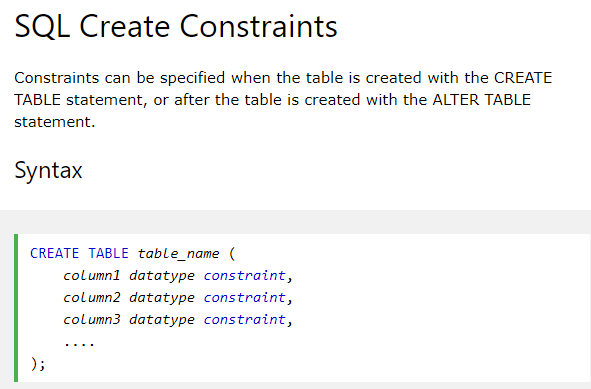 SQL Create Constraints
Constraints can be specified when the table is created with the CREATE
TABLE statement, or after the table is created with the ALTER TABLE
statement.
Syntax
CREATE TABLE table_name (
    column1 datatype constraint,
    column2 datatype constraint,
    column3 datatype constraint,
    ....
);